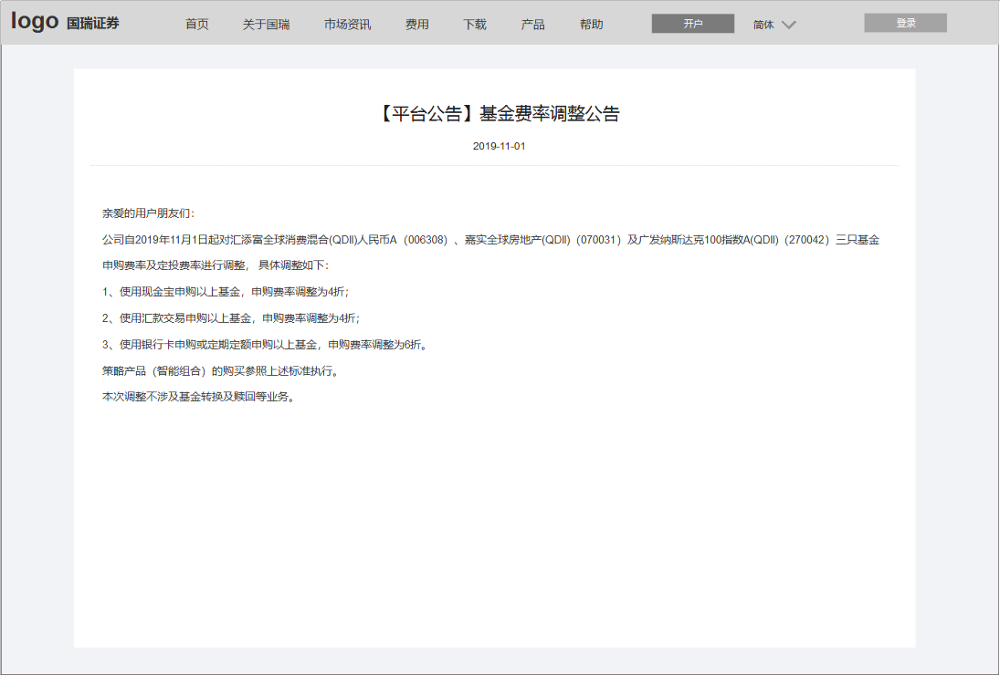 logo 国瑞证券 首页 关于国瑞 市场资讯 费用 下载 产品 帮助 开户 简体 登录
【平台公告】基金费率调整公告
2019-11-01
亲爱的用户朋友们：
公司自2019年11月1日起对汇添富全球消费混合(QDII)人民币A（006308）、嘉实全球房地产(QDII)（070031）及广发纳斯达克100指数A(QDII)（270042）三只基金
申购费率及定投费率进行调整， 具体调整如下：
1、使用现金宝申购以上基金，申购费率调整为4折；
2、使用汇款交易申购以上基金，申购费率调整为4折；
3、使用银行卡申购或定期定额申购以上基金，申购费率调整为6折。
策略产品（智能组合）的购买参照上述标准执行。
本次调整不涉及基金转换及赎回等业务。